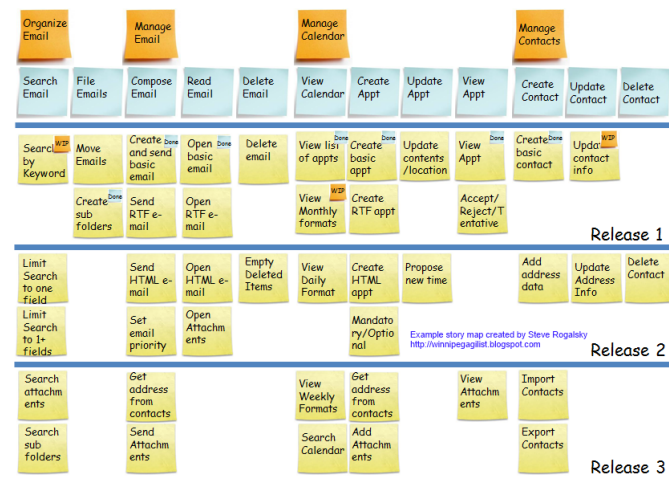 Organize
Email
Manage
Email
Manage
Calendar
Manage
Contacts
Search
Email
File
Emails
Compose
Email
Read
Email
Delete
Email
View
Calendar
Create
Appt
Update
Appt
View
Appt
Create
Contact
Update
Contact
Delete
Contact
Search
by
Keyword
WIP
Move
Emails
Create
and send
basic
email
Done
Open
basic
email
Done
Delete
email
View list
of appts
Done
Create
basic
appt
Done
Update
contents
/location
View
Appt
Done
Create
basic
contact
Done
Update
contact
info
WIP
Create
sub
folders
Done
Send
RTF e-
mail
Open
RTF e-
mail
View
Monthly
formats
WIP
Create
RTF appt
Accept/
Reject/T
entative
Release 1
Limit
Search
to one
field
Send
HTML e-
mail
Open
HTML e-
mail
Empty
Deleted
Items
View
Daily
Format
Create
HTML
appt
Propose
new time
Add
address
data
Update
Address
Info
Delete
Contact
Limit
Search
to 1+
fields
Set
email
priority
Open
Attachm
ents
Mandato
ry/Optio
nal
Example story map created by Steve Rogalsky
http://winnipegagilist.blogspot.com
Release 2
Search
attachm
ents
Get
address
from
contacts
View
Weekly
Formats
Get
address
from
contacts
View
Attachm
ents
Import
Contacts
Search
sub
folders
Send
Attachm
ents
Search
Calendar
Add
Attachm
ents
Export
Contacts
Release 3